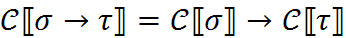 𝒞⟦σ → τ⟧ = 𝒞⟦σ⟧ → 𝒞⟦τ⟧